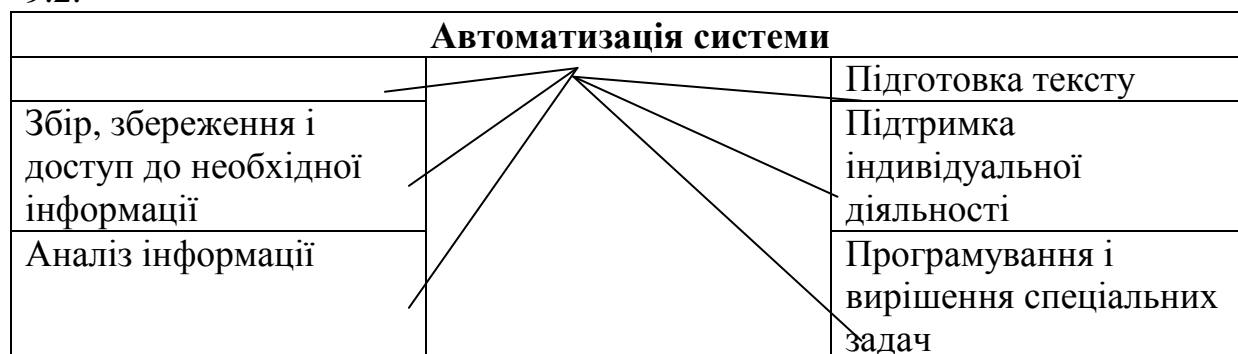 9.2.
Автоматизація системи
Підготовка тексту
Збір, збереження і
доступ до необхідної
інформації
Підтримка
індивідуальної
діяльності
Аналіз інформації
Програмування і
вирішення спеціальних
задач